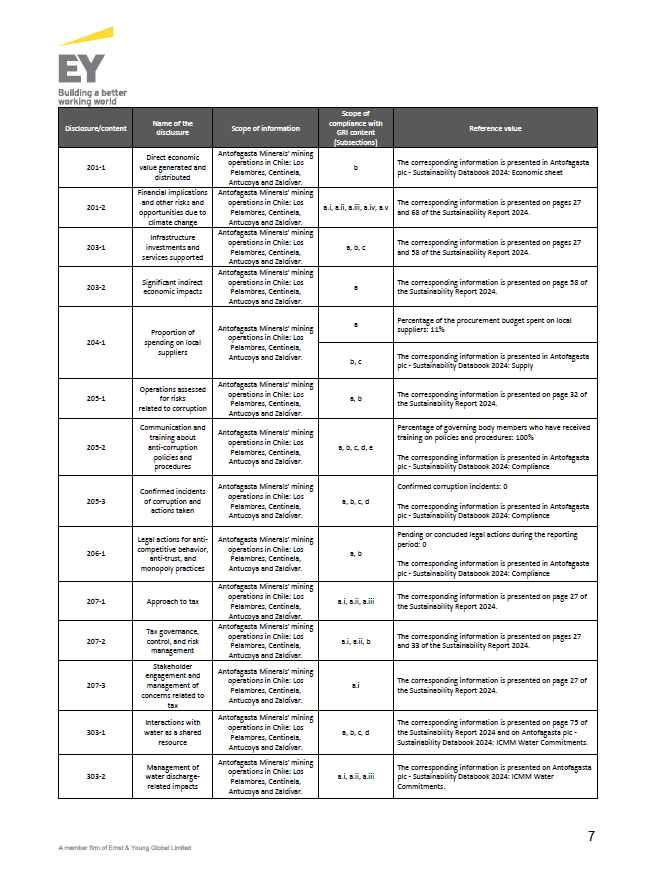 EY
Building a better
working world
Disclosure/content
Name of the
disclusure
Scope of information
Scope of
compliance with
GRI content
(Subsections)
Reference value
201-1
Direct economic
value generated and
distributed
Antofagasta Minerals' mining
operations in Chile: Los
Pelambres, Centinela,
Antucoya and Zaldívar.
b
The corresponding information is presented in Antofagasta
plc - Sustainability Databook 2024: Economic sheet
201-2
Financial implications
and other risks and
opportunities due to
climate change
Antofagasta Minerals' mining
operations in Chile: Los
Pelambres, Centinela,
Antucoya and Zaldívar.
a.i, a.ii, a.iii, a.iv, a.v
The corresponding information is presented on pages 27
and 68 of the Sustainability Report 2024.
203-1
Infrastructure
investments and
services supported
Antofagasta Minerals' mining
operations in Chile: Los
Pelambres, Centinela,
Antucoya and Zaldívar.
a, b, c
The corresponding information is presented on pages 27
and 58 of the Sustainability Report 2024.
203-2
Significant indirect
economic impacts
Antofagasta Minerals' mining
operations in Chile: Los
Pelambres, Centinela,
Antucoya and Zaldívar.
a
The corresponding information is presented on page 58 of
the Sustainability Report 2024.
204-1
Proportion of
spending on local
suppliers
Antofagasta Minerals' mining
operations in Chile: Los
Pelambres, Centinela,
Antucoya and Zaldívar.
a
Percentage of the procurement budget spent on local
suppliers: 11%
b, c
The corresponding information is presented in Antofagasta
plc - Sustainability Databook 2024: Supply
205-1
Operations assessed
for risks
related to corruption
Antofagasta Minerals' mining
operations in Chile: Los
Pelambres, Centinela,
Antucoya and Zaldívar.
a, b
The corresponding information is presented on page 32 of
the Sustainability Report 2024.
205-2
Communication and
training about
anti-corruption
policies and
procedures
Antofagasta Minerals' mining
operations in Chile: Los
Pelambres, Centinela,
Antucoya and Zaldívar.
a, b, c, d, e
Percentage of governing body members who have received
training on policies and procedures: 100%
The corresponding information is presented in Antofagasta
plc - Sustainability Databook 2024: Compliance
205-3
Confirmed incidents
of corruption and
actions taken
Antofagasta Minerals' mining
operations in Chile: Los
Pelambres, Centinela,
Antucoya and Zaldívar.
a, b, c, d
Confirmed corruption incidents: 0
The corresponding information is presented in Antofagasta
plc - Sustainability Databook 2024: Compliance
206-1
Legal actions for anti-
competitive behavior,
anti-trust, and
monopoly practices
Antofagasta Minerals' mining
operations in Chile: Los
Pelambres, Centinela,
Antucoya and Zaldívar.
a, b
Pending or concluded legal actions during the reporting
period: 0
The corresponding information is presented in Antofagasta
plc - Sustainability Databook 2024: Compliance
207-1
Approach to tax
Antofagasta Minerals' mining
operations in Chile: Los
Pelambres, Centinela,
Antucoya and Zaldívar.
a.i, a.ii, a.iii
The corresponding information is presented on page 27 of
the Sustainability Report 2024.
207-2
Tax governance,
control, and risk
management
Antofagasta Minerals' mining
operations in Chile: Los
Pelambres, Centinela,
Antucoya and Zaldívar.
a.i, a.ii, b
The corresponding information is presented on pages 27
and 33 of the Sustainability Report 2024.
207-3
Stakeholder
engagement and
management of
concerns related to
tax
Antofagasta Minerals' mining
operations in Chile: Los
Pelambres, Centinela,
Antucoya and Zaldívar.
a.i
The corresponding information is presented on page 27 of
the Sustainability Report 2024.
303-1
Interactions with
water as a shared
resource
Antofagasta Minerals' mining
operations in Chile: Los
Pelambres, Centinela,
Antucoya and Zaldívar.
a, b, c, d
The corresponding information is presented on page 75 of
the Sustainability Report 2024 and on Antofagasta plc -
Sustainability Databook 2024: ICMM Water Commitments.
303-2
Management of
water discharge-
related impacts
Antofagasta Minerals' mining
operations in Chile: Los
Pelambres, Centinela,
Antucoya and Zaldívar.
a.i, a.ii, a.iii
The corresponding information is presented on Antofagasta
plc - Sustainability Databook 2024: ICMM Water
Commitments.
7
A member firm of Ernst & Young Global Limited